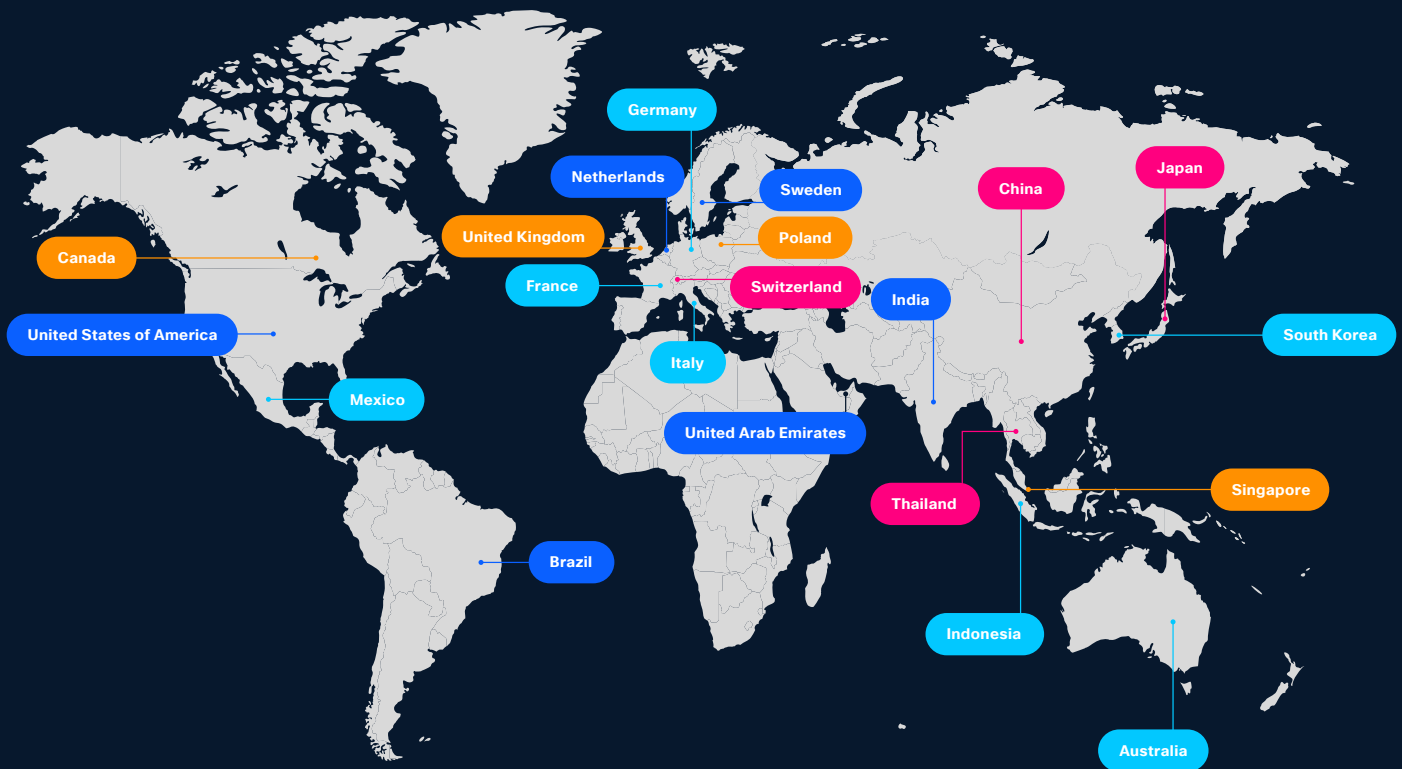 Germany
Netherlands
Sweden
China
Japan
United Kingdom
Poland
Canada
France
Switzerland
India
United States of America
South Korea
Italy
Mexico
United Arab Emirates
Thailand
Singapore
Brazil
Indonesia
Australia